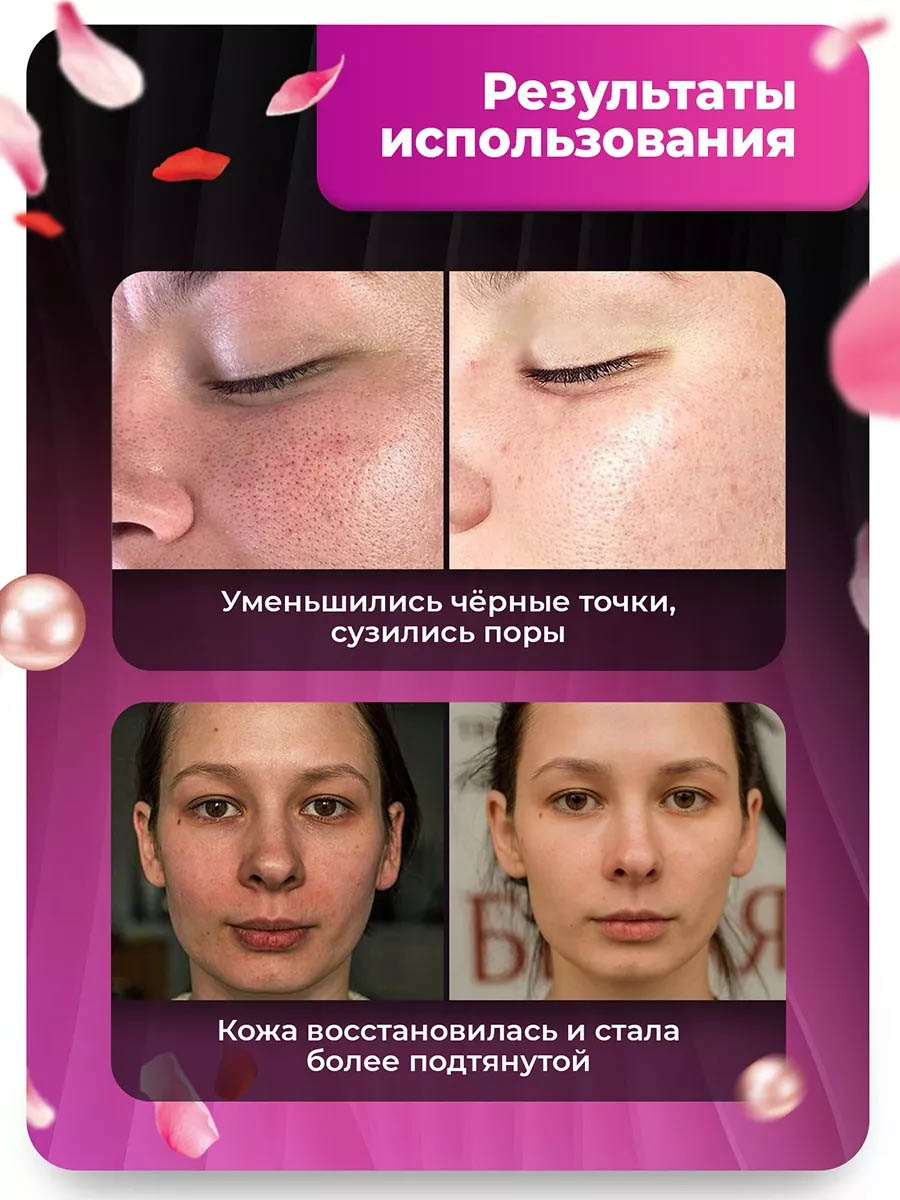 Результаты
использования
Уменьшились чёрные точки,
сузились поры
Кожа восстановилась и стала
более подтянутой